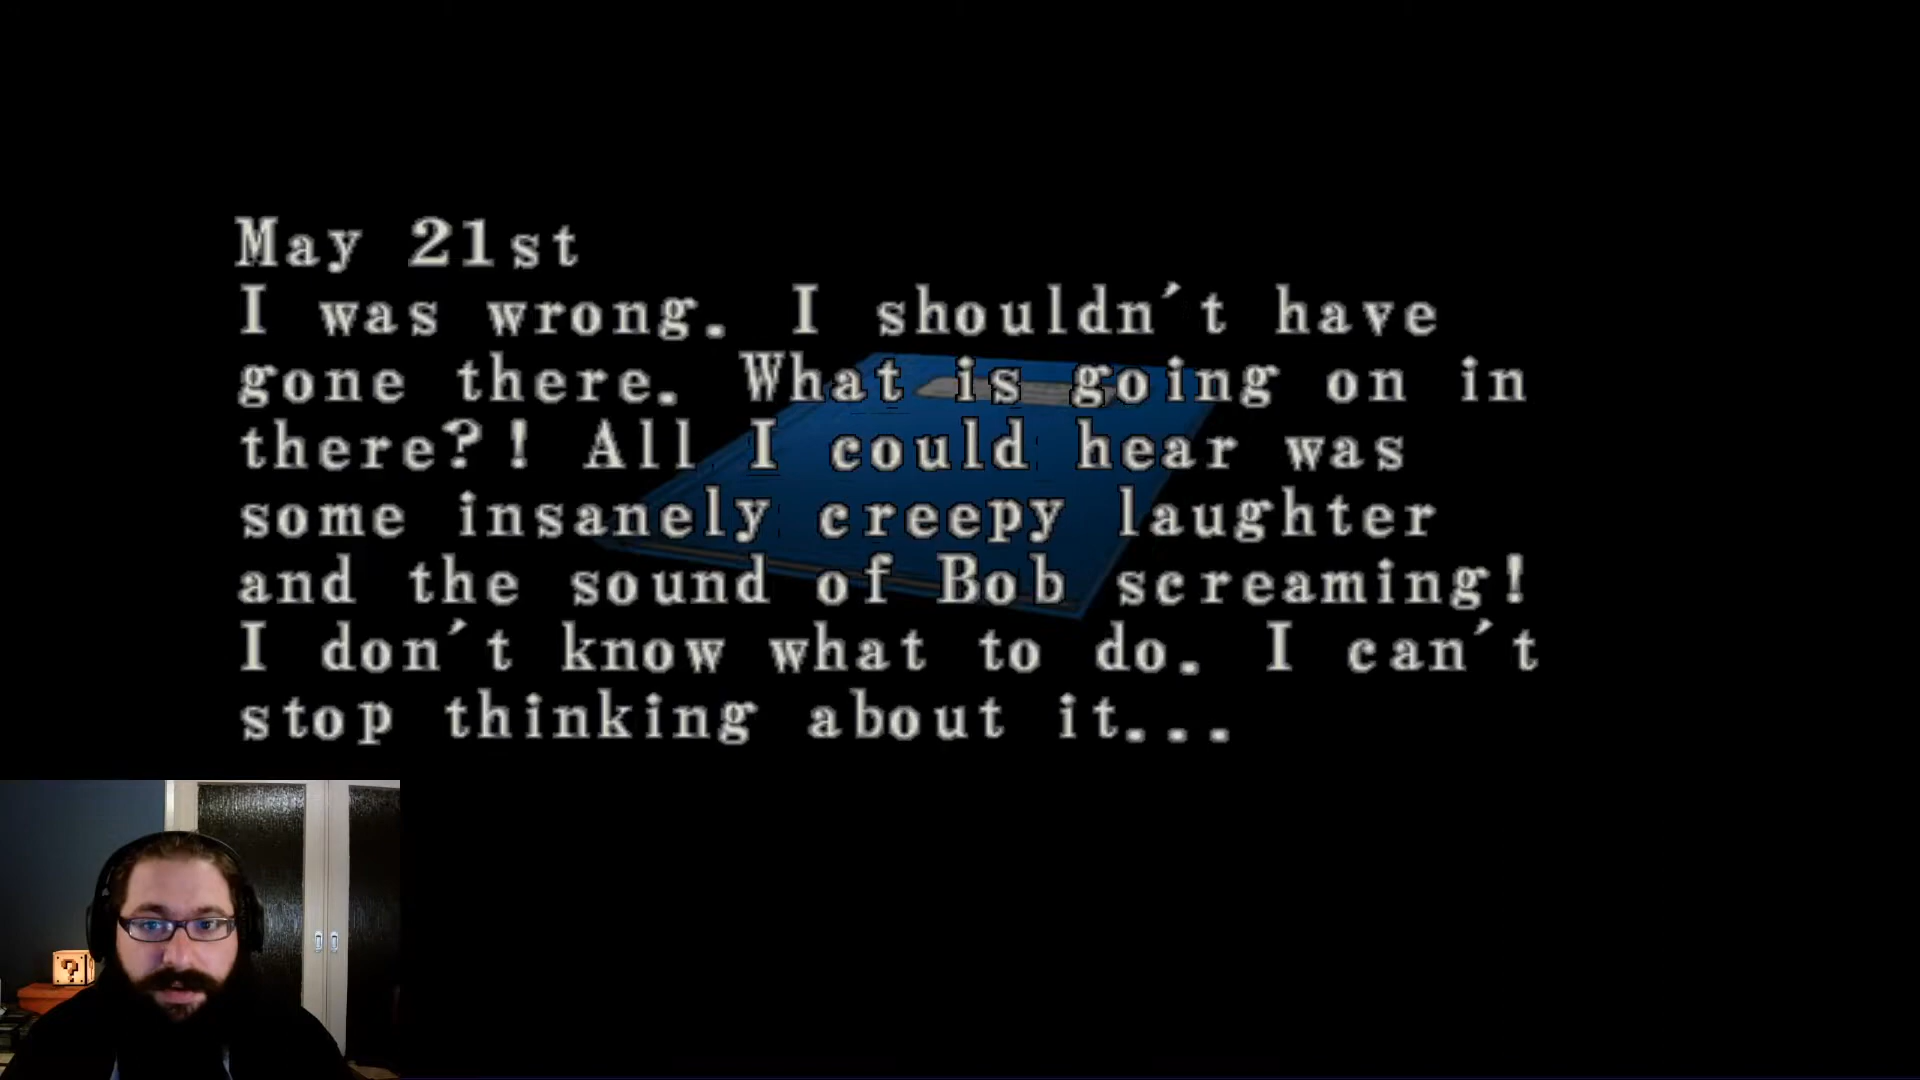 May 21st
I was wrong. I shouldn't have
gone there. What is going on in
there?! All I could hear was
some insanely creepy laughter
and the sound of Bob screaming!
I don't know what to do. I can't
stop thinking about it...
?